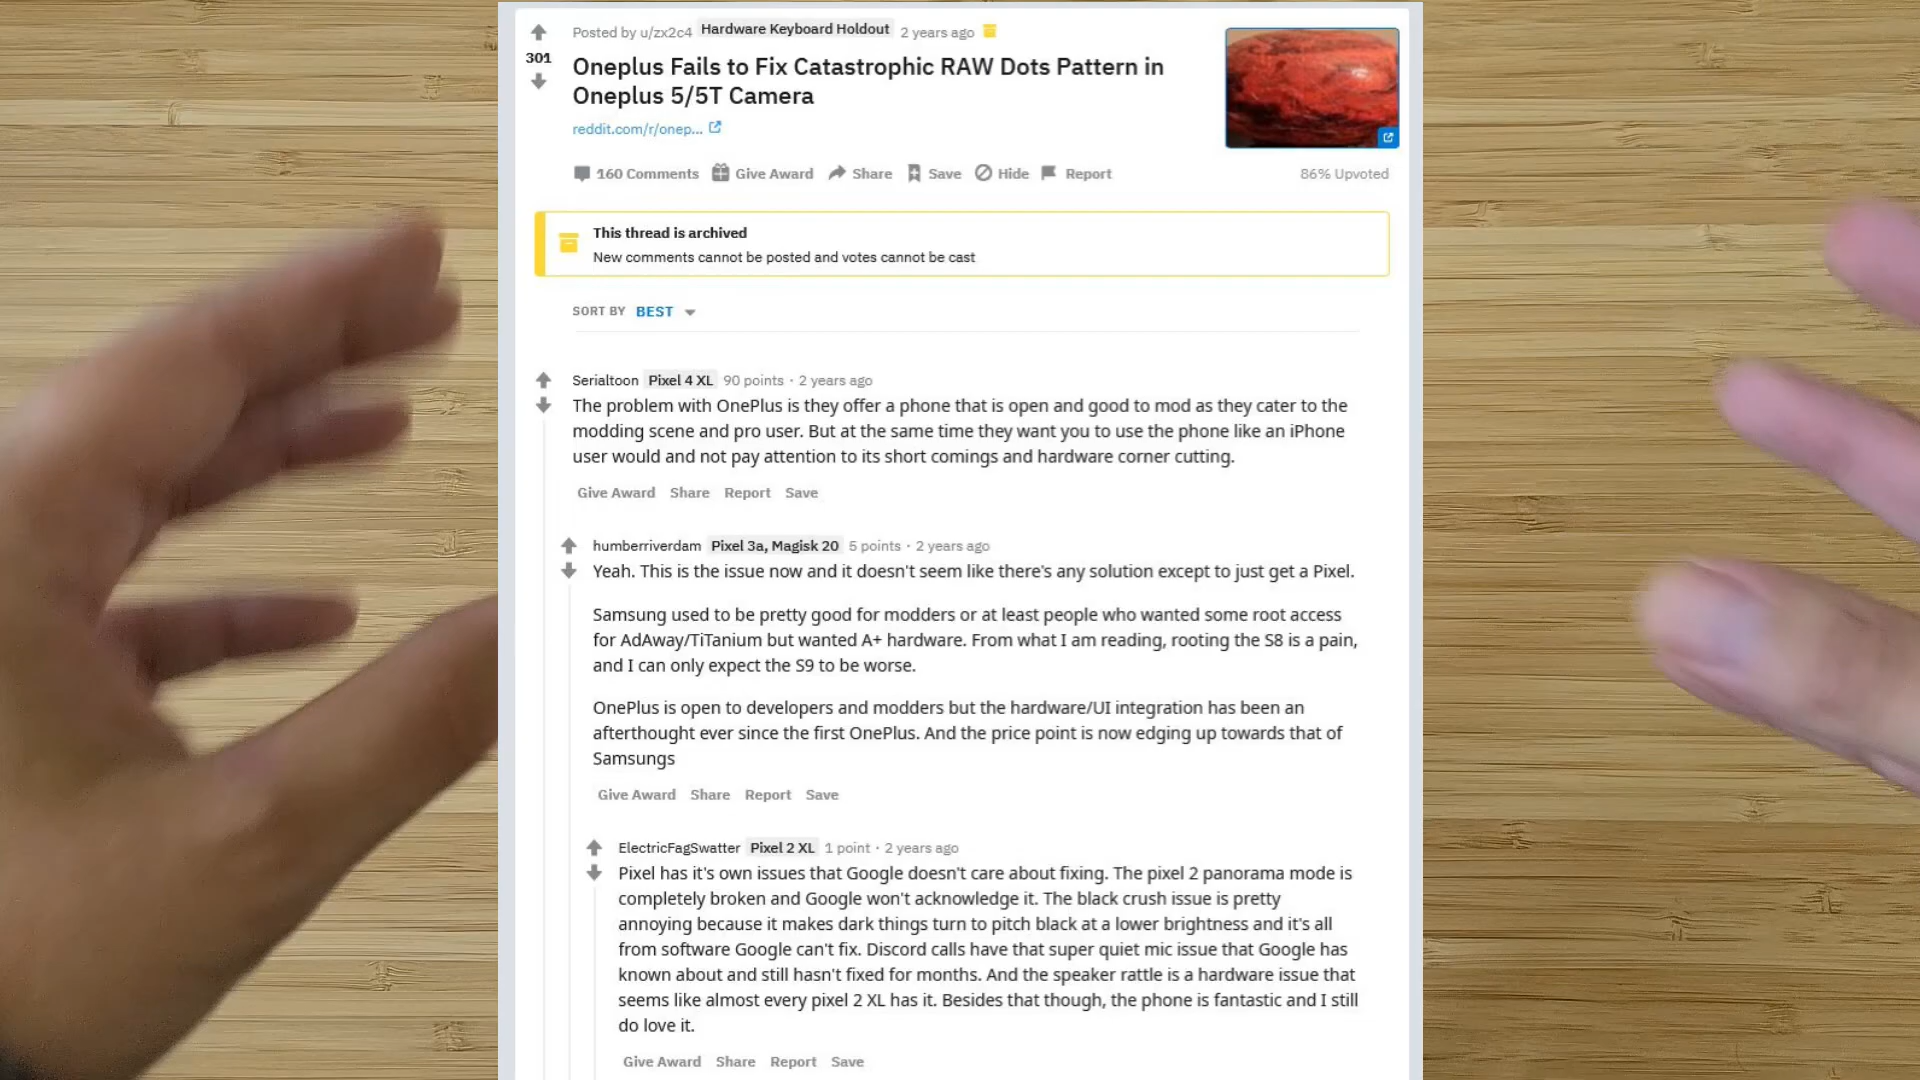 Posted by u/zx2c4 Hardware Keyboard Holdout 2 years ago
301
Oneplus Fails to Fix Catastrophic RAW Dots Pattern in
Oneplus 5/5T Camera
reddit.com/r/onep...
160 Comments Give Award Share Save Hide Report 86% Upvoted
This thread is archived
New comments cannot be posted and votes cannot be cast
SORT BY BEST
Serialtoon Pixel 4 XL 90 points · 2 years ago
The problem with OnePlus is they offer a phone that is open and good to mod as they cater to the
modding scene and pro user. But at the same time they want you to use the phone like an iPhone
user would and not pay attention to its short comings and hardware corner cutting.
Give Award Share Report Save
humberriverdam Pixel 3a, Magisk 20 5 points · 2 years ago
Yeah. This is the issue now and it doesn't seem like there's any solution except to just get a Pixel.
Samsung used to be pretty good for modders or at least people who wanted some root access
for AdAway/TiTanium but wanted A+ hardware. From what I am reading, rooting the S8 is a pain,
and I can only expect the S9 to be worse.
OnePlus is open to developers and modders but the hardware/UI integration has been an
afterthought ever since the first OnePlus. And the price point is now edging up towards that of
Samsungs
Give Award Share Report Save
ElectricFagSwatter Pixel 2 XL 1 point · 2 years ago
Pixel has it's own issues that Google doesn't care about fixing. The pixel 2 panorama mode is
completely broken and Google won't acknowledge it. The black crush issue is pretty
annoying because it makes dark things turn to pitch black at a lower brightness and it's all
from software Google can't fix. Discord calls have that super quiet mic issue that Google has
known about and still hasn't fixed for months. And the speaker rattle is a hardware issue that
seems like almost every pixel 2 XL has it. Besides that though, the phone is fantastic and I still
do love it.
Give Award Share Report Save